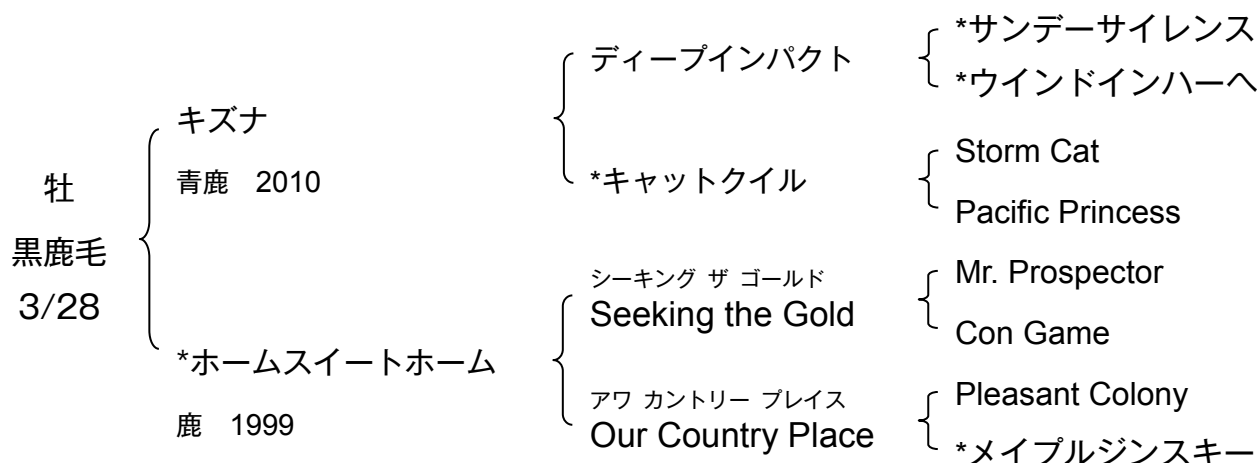 牡
黒鹿毛
3/28
キズナ
青鹿　2010
*ホームスイートホーム
鹿　1999
ディープインパクト
*キャットクイル
シーキング ザ ゴールド
Seeking the Gold
アワ カントリー プレイス
Our Country Place
*サンデーサイレンス
*ウインドインハーヘ
Storm Cat
Pacific Princess
Mr. Prospector
Con Game
Pleasant Colony
*メイプルジンスキー